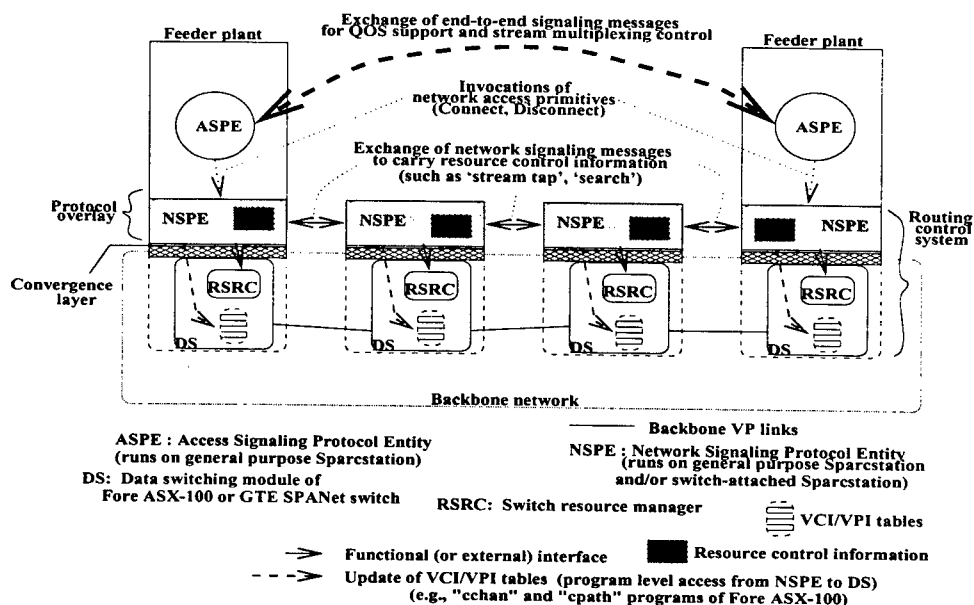 Exchange of end-to-end signaling messages
for QOS support and stream multiplexing control
Feeder plant
Feeder plant
Invocations of
network access primitives
(Connect, Disconnect)
ASPE
ASPE
Exchange of network signaling messages
to carry resource control information
(such as 'stream tap', 'search')
Protocol
overlay
NSPE
NSPE
NSPE
NSPE
Routing
control
system
Convergence
layer
RSRC
RSRC
RSRC
RSRC
DS
DS
DS
DS
Backbone network
Backbone VP links
ASPE : Access Signaling Protocol Entity
(runs on general purpose Sparcstation)
NSPE : Network Signaling Protocol Entity
(runs on general purpose Sparcstation
and/or switch-attached Sparcstation)
DS: Data switching module of
Fore ASX-100 or GTE SPANet switch
RSRC: Switch resource manager
VCI/VPI tables
Functional (or external) interface
Resource control information
Update of VCI/VPI tables (program level access from NSPE to DS)
(e.g., "cchan" and "cpath" programs of Fore ASX-100)